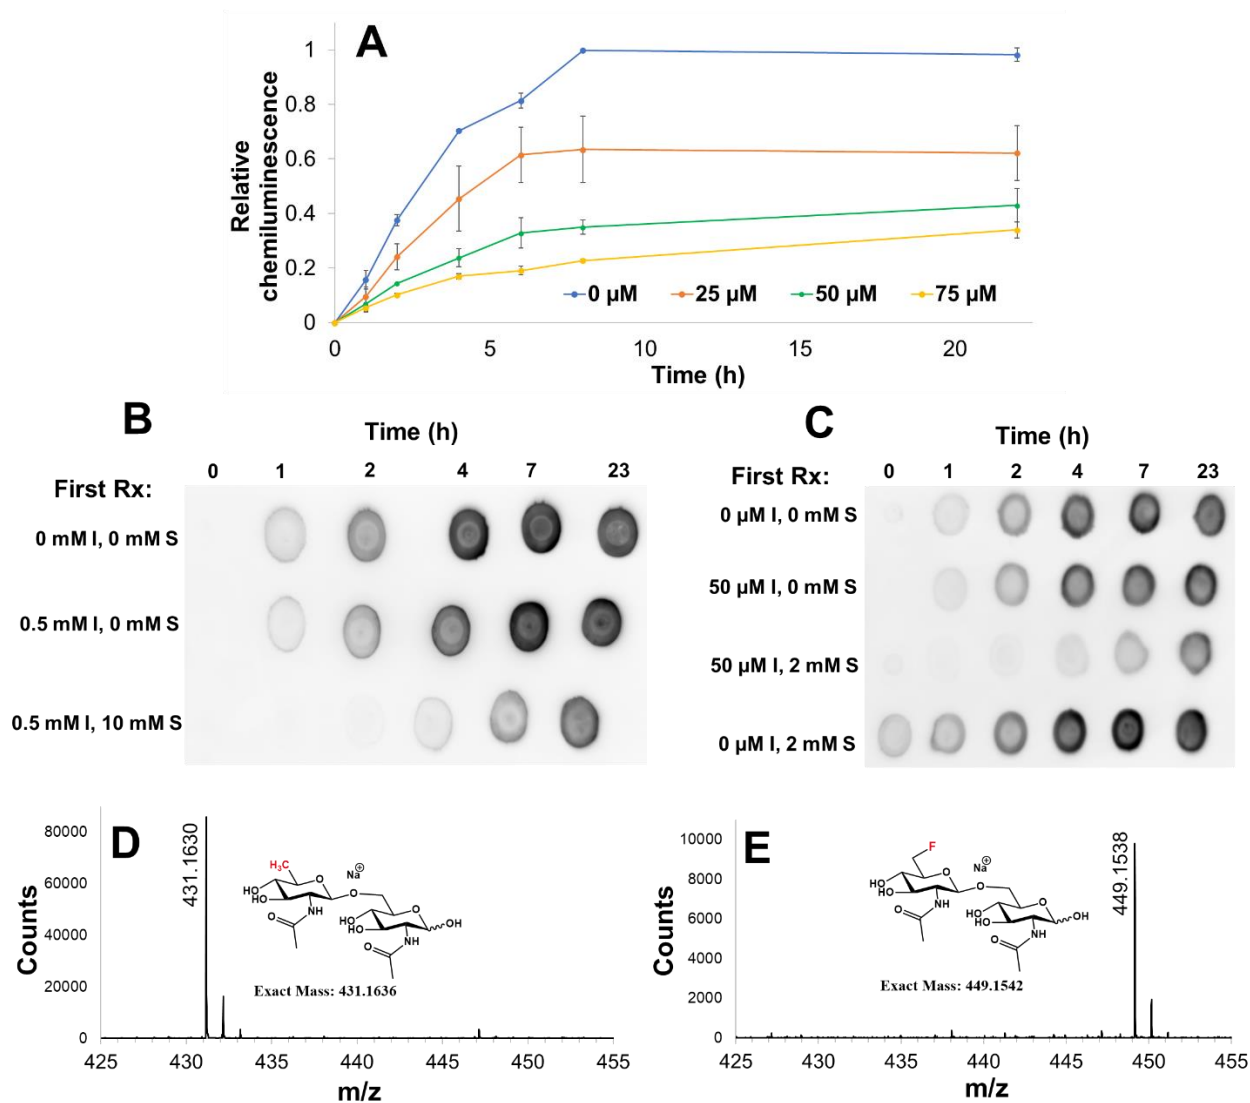 A
Relative
chemiluminescence
1
0.8
0.6
0.4
0.2
0
0 µM 25 µM 50 µM 75 µM
0 5 10 15 20
Time (h)
B
Time (h)
0 1 2 4 7 23
First Rx:
0 mM I, 0 mM S
0.5 mM I, 0 mM S
0.5 mM I, 10 mM S
C
Time (h)
0 1 2 4 7 23
First Rx:
0 µM I, 0 mM S
50 µM I, 0 mM S
50 µM I, 2 mM S
0 µM I, 2 mM S
D
Counts
80000
60000
40000
20000
0
431.1630
H₃C
O
Na⊕
HO
HO
O
NH
O
O
HO
HO
OH
NH
O
Exact Mass: 431.1636
425 430 435 440 445 450 455
m/z
E
Counts
10000
8000
6000
4000
2000
0
449.1538
F
O
Na⊕
HO
HO
O
NH
O
O
HO
HO
OH
NH
O
Exact Mass: 449.1542
425 430 435 440 445 450 455
m/z